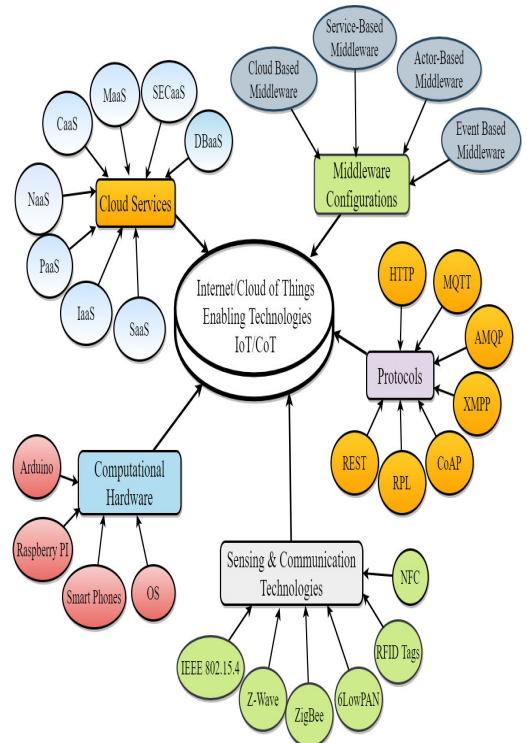 Service-Based
Middleware
Cloud Based
Middleware
Actor-Based
Middleware
Event Based
Middleware
Middleware
Configurations
SECaaS
MaaS
CaaS
DBaaS
NaaS
PaaS
IaaS
SaaS
Cloud Services
Internet/Cloud of Things
Enabling Technologies
IoT/CoT
HTTP
MQTT
AMQP
XMPP
CoAP
RPL
REST
Protocols
Computational
Hardware
Arduino
Raspberry PI
Smart Phones
OS
Sensing & Communication
Technologies
NFC
RFID Tags
6LowPAN
ZigBee
Z-Wave
IEEE 802.15.4